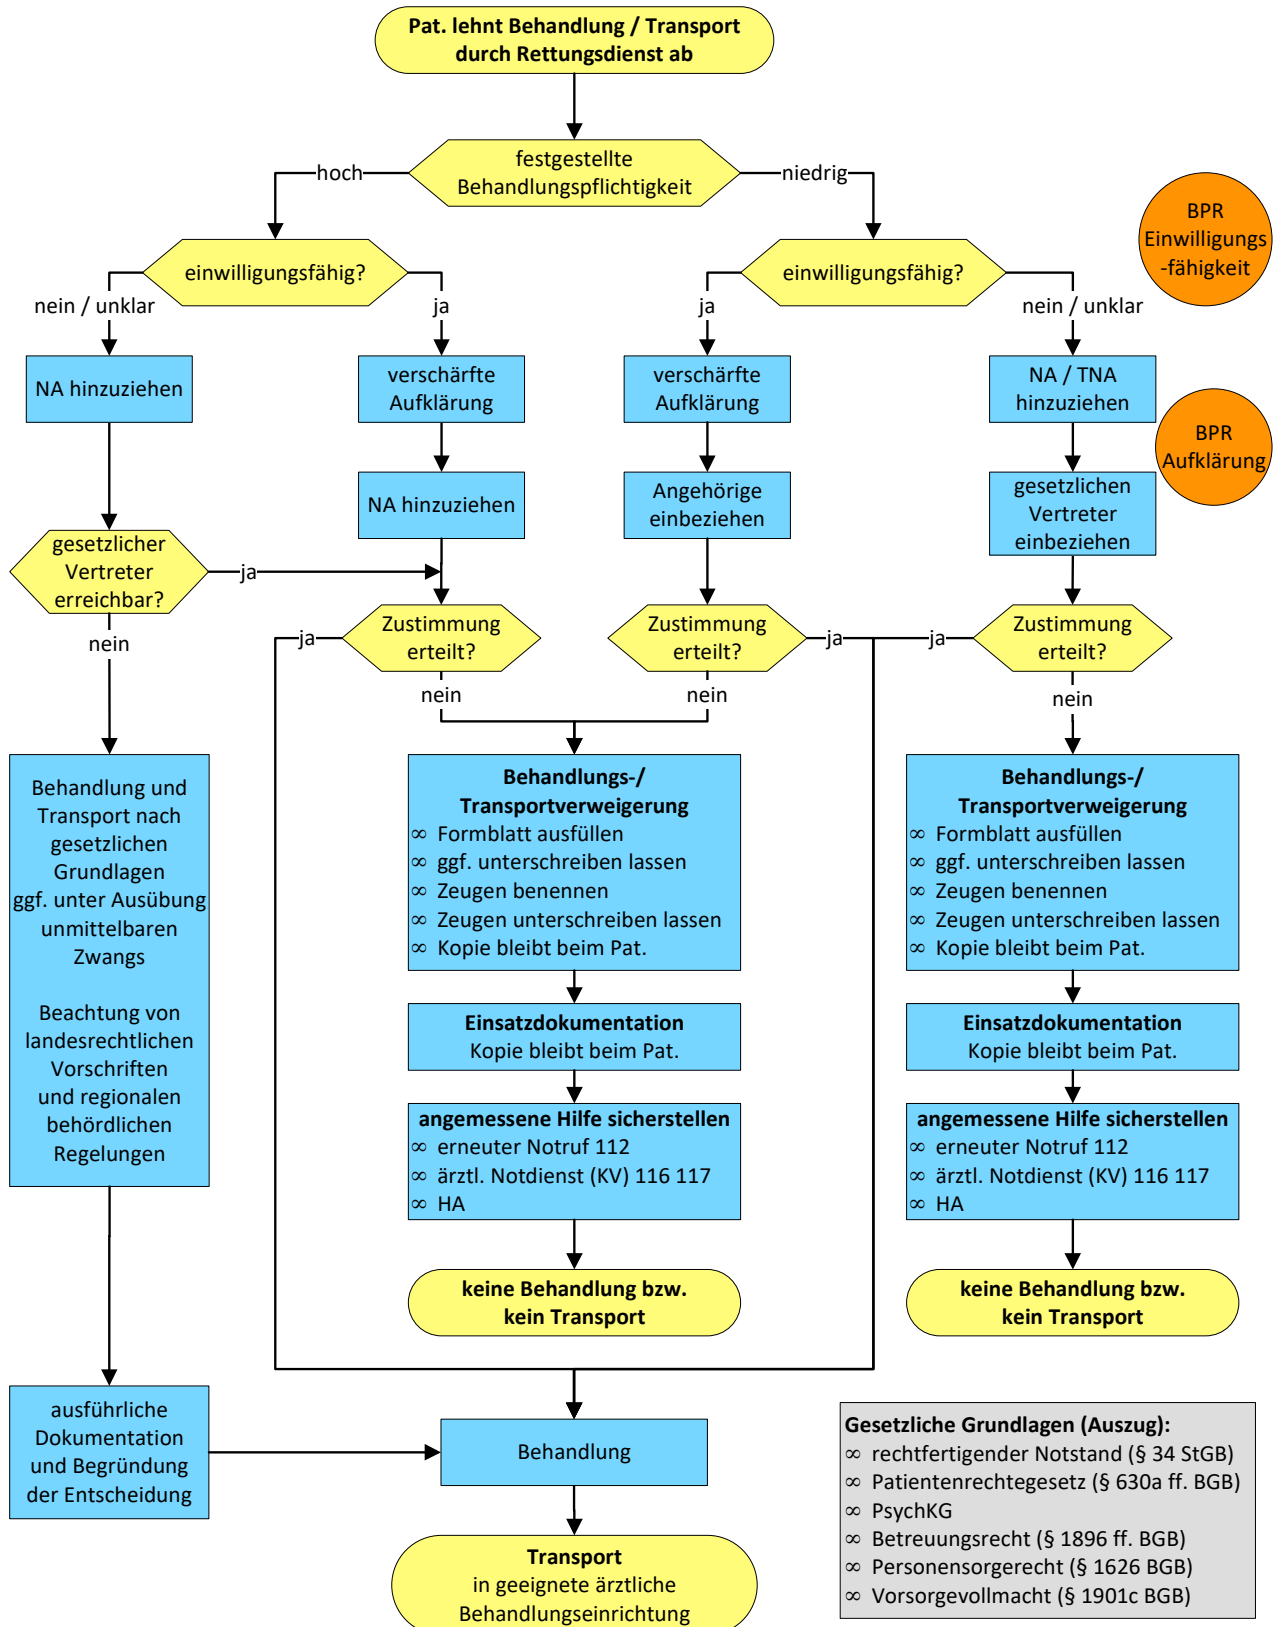 Pat. lehnt Behandlung / Transport
durch Rettungsdienst ab
festgestellte
Behandlungspflichtigkeit
hoch
niedrig
BPR
Einwilligungs
-fähigkeit
einwilligungsfähig?
einwilligungsfähig?
nein / unklar
ja
ja
nein / unklar
NA hinzuziehen
verschärfte
Aufklärung
verschärfte
Aufklärung
NA / TNA
hinzuziehen
BPR
Aufklärung
NA hinzuziehen
Angehörige
einbeziehen
gesetzlichen
Vertreter
einbeziehen
gesetzlicher
Vertreter
erreichbar?
ja
nein
Zustimmung
erteilt?
ja
nein
Zustimmung
erteilt?
ja
nein
Zustimmung
erteilt?
ja
nein
Behandlung und
Transport nach
gesetzlichen
Grundlagen
ggf. unter Ausübung
unmittelbaren
Zwangs
Beachtung von
landesrechtlichen
Vorschriften
und regionalen
behördlichen
Regelungen
Behandlungs-/
Transportverweigerung
∞ Formblatt ausfüllen
∞ ggf. unterschreiben lassen
∞ Zeugen benennen
∞ Zeugen unterschreiben lassen
∞ Kopie bleibt beim Pat.
Behandlungs-/
Transportverweigerung
∞ Formblatt ausfüllen
∞ ggf. unterschreiben lassen
∞ Zeugen benennen
∞ Zeugen unterschreiben lassen
∞ Kopie bleibt beim Pat.
Einsatzdokumentation
Kopie bleibt beim Pat.
Einsatzdokumentation
Kopie bleibt beim Pat.
angemessene Hilfe sicherstellen
∞ erneuter Notruf 112
∞ ärztl. Notdienst (KV) 116 117
∞ HA
angemessene Hilfe sicherstellen
∞ erneuter Notruf 112
∞ ärztl. Notdienst (KV) 116 117
∞ HA
keine Behandlung bzw.
kein Transport
keine Behandlung bzw.
kein Transport
ausführliche
Dokumentation
und Begründung
der Entscheidung
Behandlung
Transport
in geeignete ärztliche
Behandlungseinrichtung
Gesetzliche Grundlagen (Auszug):
∞ rechtfertigender Notstand (§ 34 StGB)
∞ Patientenrechtegesetz (§ 630a ff. BGB)
∞ PsychKG
∞ Betreuungsrecht (§ 1896 ff. BGB)
∞ Personensorgerecht (§ 1626 BGB)
∞ Vorsorgevollmacht (§ 1901c BGB)